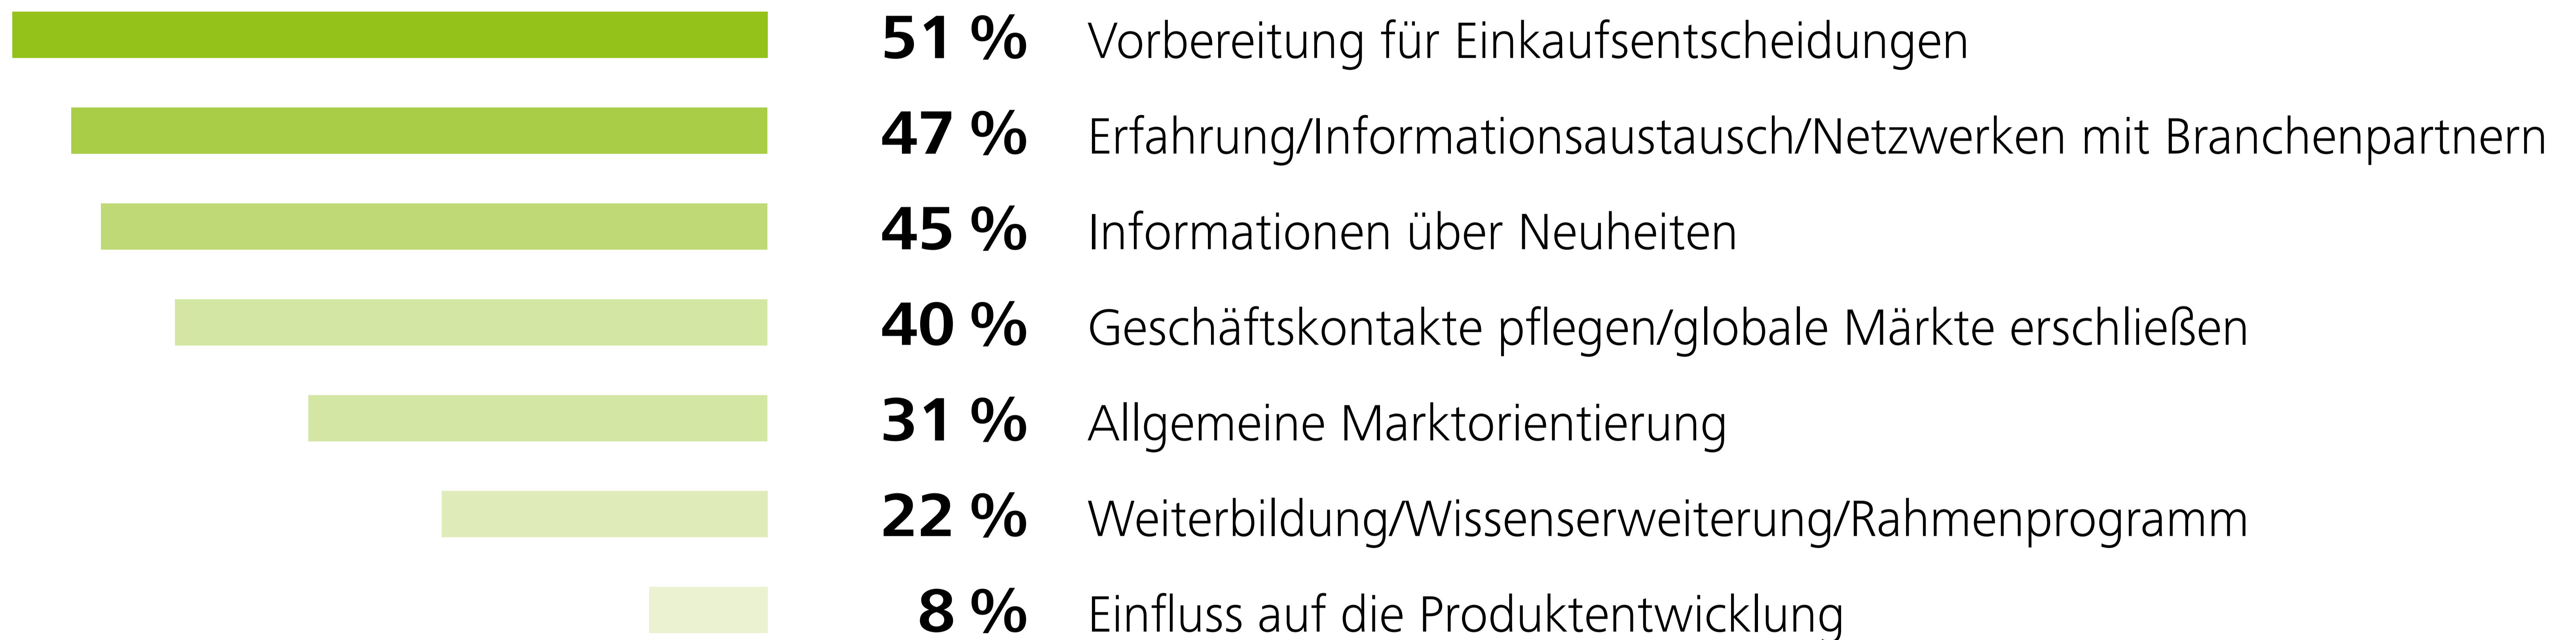 51 % Vorbereitung für Einkaufsentscheidungen
47 % Erfahrung/Informationsaustausch/Netzwerken mit Branchenpartnern
45 % Informationen über Neuheiten
40 % Geschäftskontakte pflegen/globale Märkte erschließen
31 % Allgemeine Marktorientierung
22 % Weiterbildung/Wissenserweiterung/Rahmenprogramm
8 % Einfluss auf die Produktentwicklung